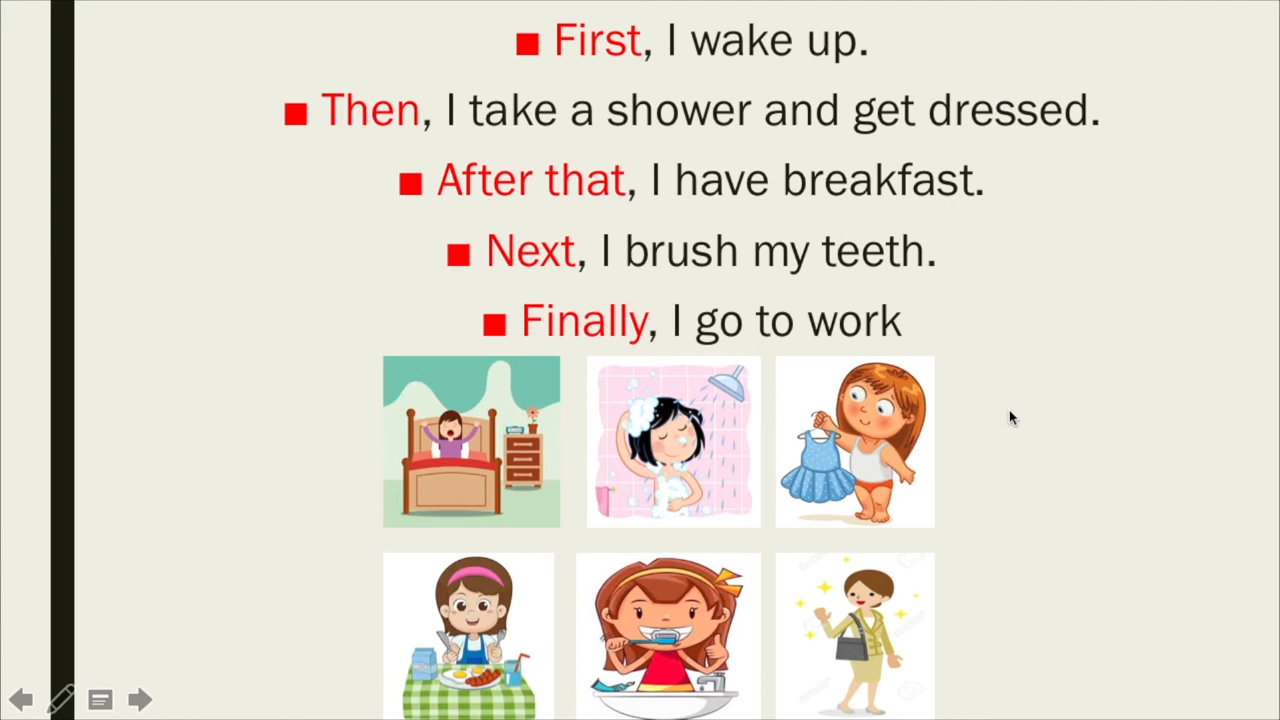 ■ First, I wake up.
■ Then, I take a shower and get dressed.
■ After that, I have breakfast.
■ Next, I brush my teeth.
■ Finally, I go to work